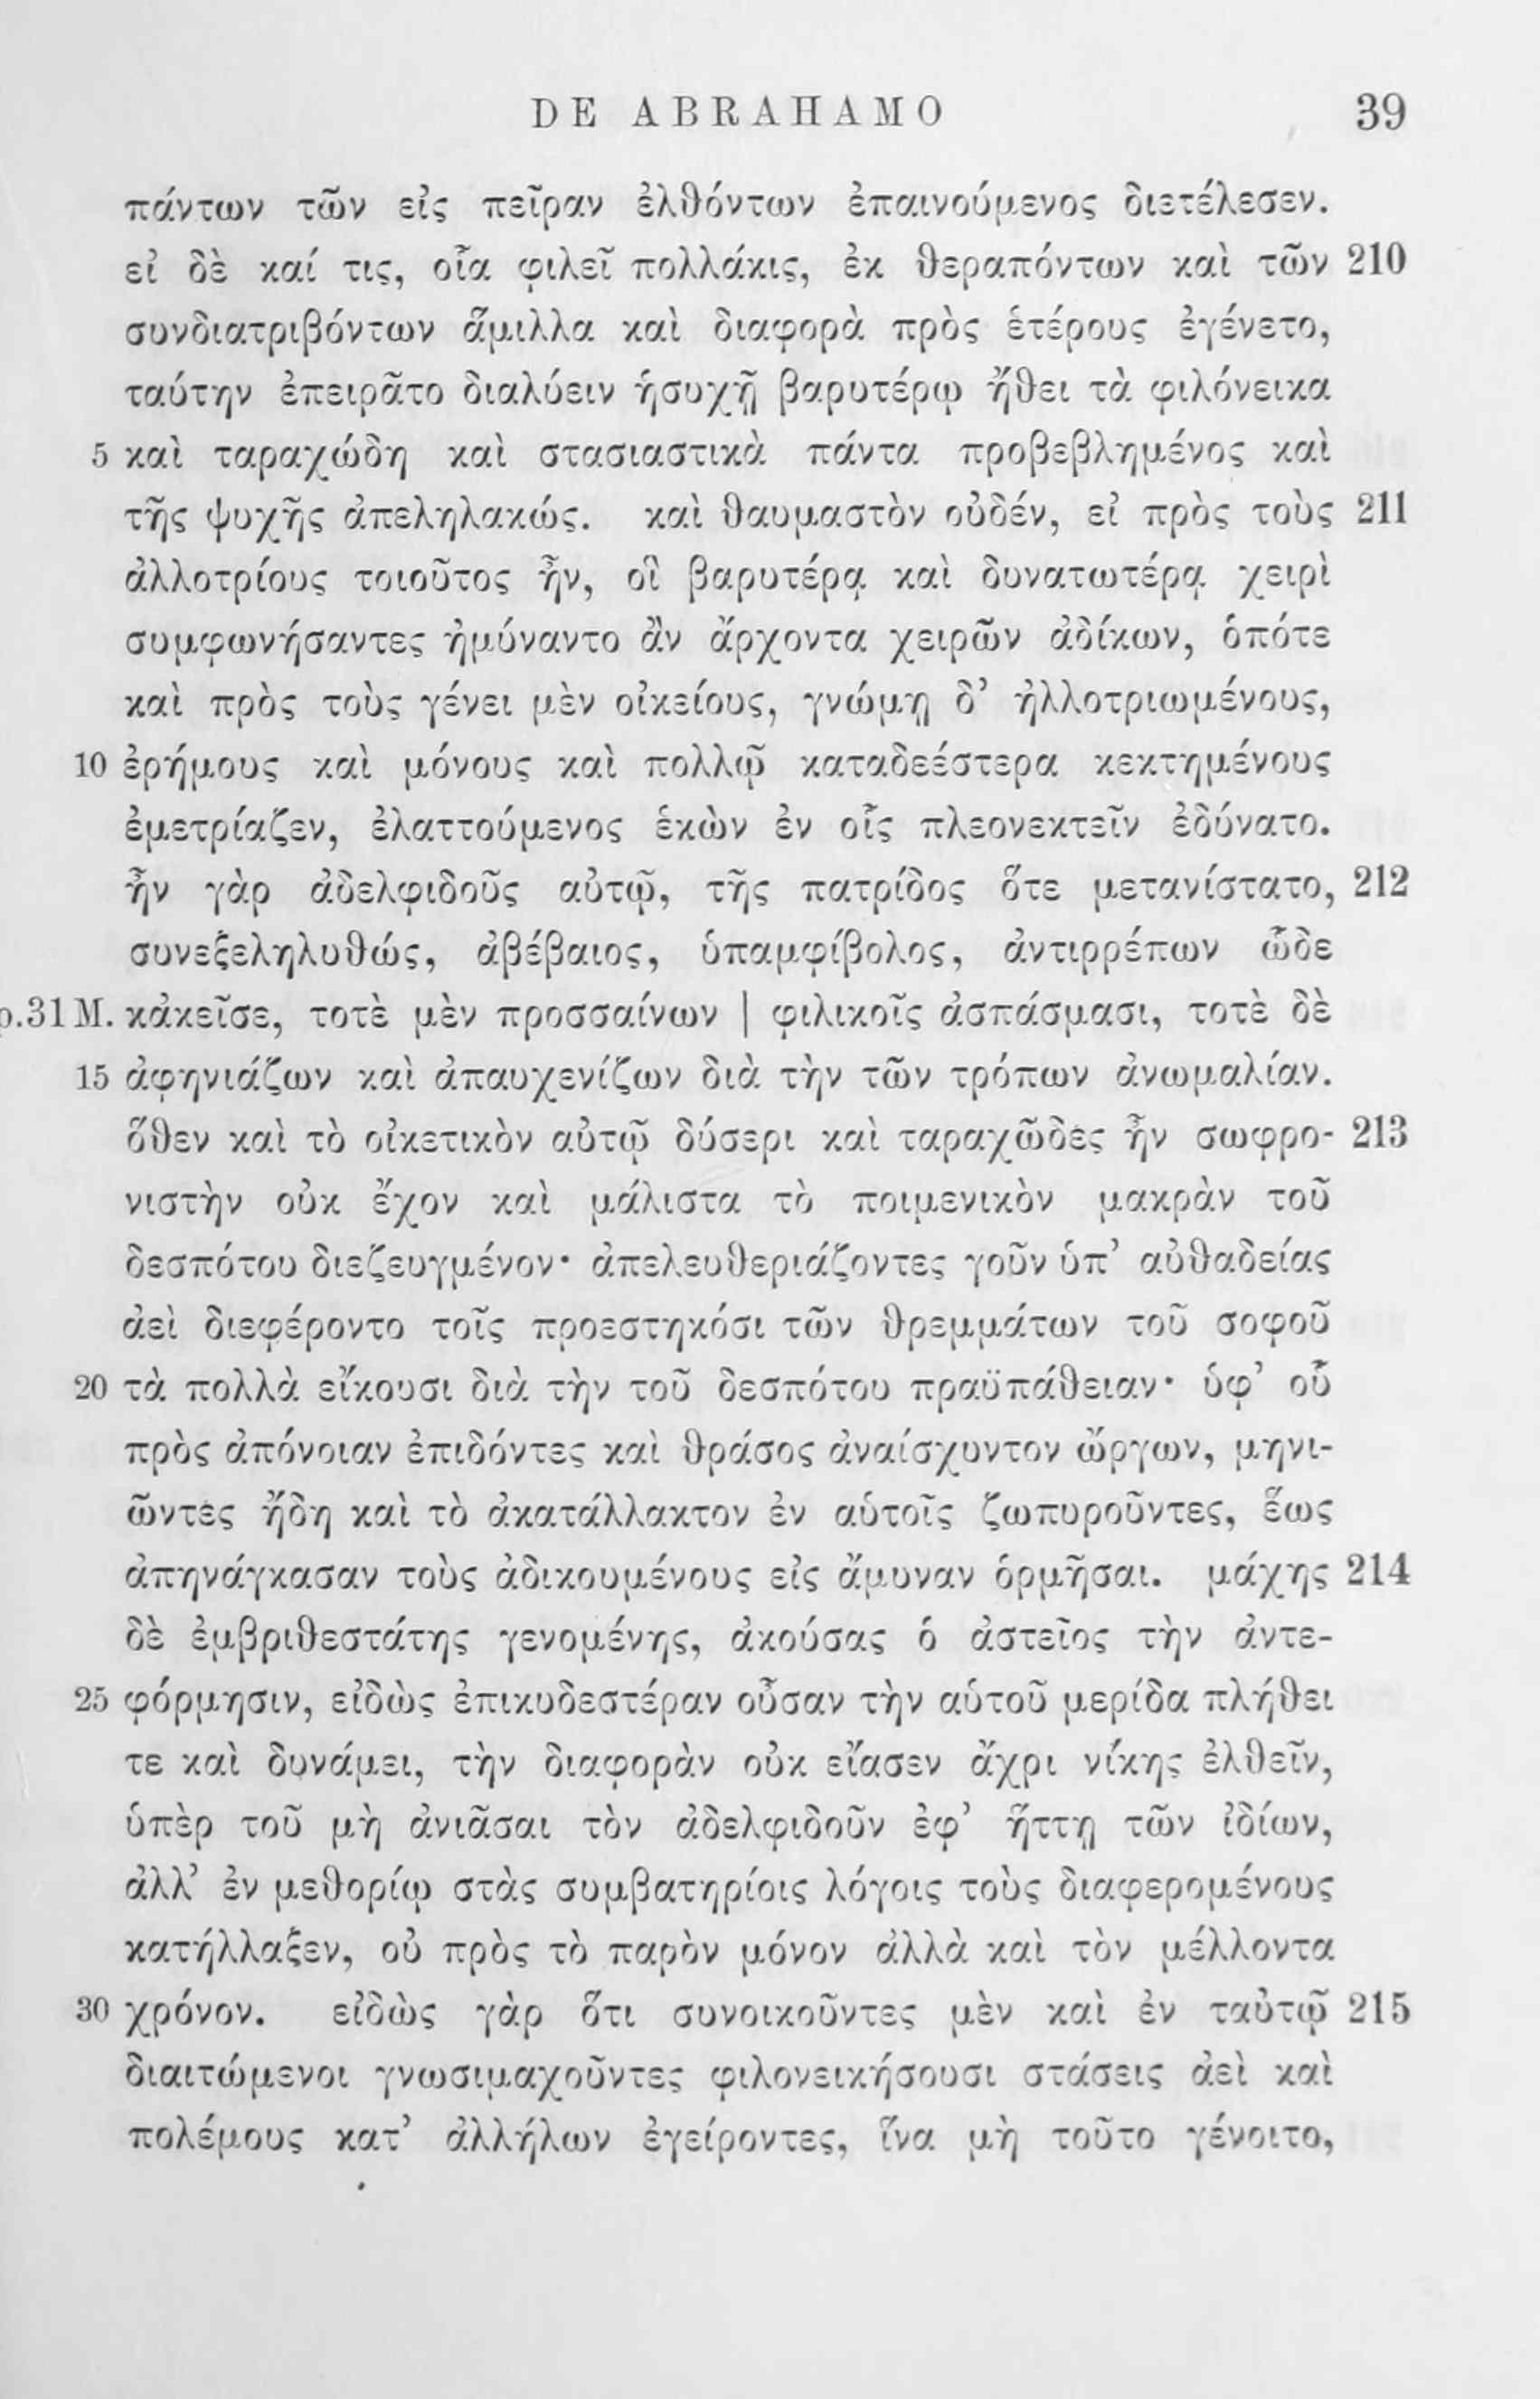 DE ABRAHAMO 39
πάντων τῶν εἰς πεῖραν ἐλθόντων ἐπαινούμενος διετέλεσεν.
εἰ δὲ καί τις, οἷα φιλεῖ πολλάκις, ἐκ θεραπόντων καὶ τῶν 210
συνδιατριβόντων ἅμιλλα καὶ διαφορὰ πρὸς ἑτέρους ἐγένετο,
ταύτην ἐπειρᾶτο διαλύειν ἡσυχῇ βαρυτέρῳ ἤθει τὰ φιλόνεικα
5 καὶ ταραχώδη καὶ στασιαστικὰ πάντα προβεβλημένος καὶ
τῆς ψυχῆς ἀπεληλακώς. καὶ θαυμαστὸν οὐδέν, εἰ πρὸς τοὺς 211
ἀλλοτρίους τοιοῦτος ἦν, οἳ βαρυτέρᾳ καὶ δυνατωτέρᾳ χειρὶ
συμφωνήσαντες ἠμύναντο ἂν ἄρχοντα χειρῶν ἀδίκων, ὁπότε
καὶ πρὸς τοὺς γένει μὲν οἰκείους, γνώμῃ δ’ ἠλλοτριωμένους,
10 ἐρήμους καὶ μόνους καὶ πολλῷ καταδεέστερα κεκτημένους
ἐμετρίαζεν, ἐλαττούμενος ἑκὼν ἐν οἷς πλεονεκτεῖν ἐδύνατο.
ἦν γὰρ ἀδελφιδοῦς αὐτῷ, τῆς πατρίδος ὅτε μετανίστατο, 212
συνεξεληλυθώς, ἀβέβαιος, ὑπαμφίβολος, ἀντιρρέπων ὧδε
p.31 M. κἀκεῖσε, τοτὲ μὲν προσσαίνων | φιλικοῖς ἀσπάσμασι, τοτὲ δὲ
15 ἀφηνιάζων καὶ ἀπαυχενίζων διὰ τὴν τῶν τρόπων ἀνωμαλίαν.
ὅθεν καὶ τὸ οἰκετικὸν αὐτῷ δύσερι καὶ ταραχῶδες ἦν σωφρο- 213
νιστὴν οὐκ ἔχον καὶ μάλιστα τὸ ποιμενικὸν μακρὰν τοῦ
δεσπότου διεζευγμένον· ἀπελευθεριάζοντες γοῦν ὑπ’ αὐθαδείας
ἀεὶ διεφέροντο τοῖς προεστηκόσι τῶν θρεμμάτων τοῦ σοφοῦ
20 τὰ πολλὰ εἴκουσι διὰ τὴν τοῦ δεσπότου πραϋπάθειαν· ὑφ’ οὗ
πρὸς ἀπόνοιαν ἐπιδόντες καὶ θράσος ἀναίσχυντον ὤργων, μηνι-
ῶντες ἤδη καὶ τὸ ἀκατάλλακτον ἐν αὑτοῖς ζωπυροῦντες, ἕως
ἀπηνάγκασαν τοὺς ἀδικουμένους εἰς ἄμυναν ὁρμῆσαι. μάχης 214
δὲ ἐμβριθεστάτης γενομένης, ἀκούσας ὁ ἀστεῖος τὴν ἀντε-
25 φόρμησιν, εἰδὼς ἐπικυδεστέραν οὖσαν τὴν αὑτοῦ μερίδα πλήθει
τε καὶ δυνάμει, τὴν διαφορὰν οὐκ εἴασεν ἄχρι νίκης ἐλθεῖν,
ὑπὲρ τοῦ μὴ ἀνιᾶσαι τὸν ἀδελφιδοῦν ἐφ’ ἥττῃ τῶν ἰδίων,
ἀλλ’ ἐν μεθορίῳ στὰς συμβατηρίοις λόγοις τοὺς διαφερομένους
κατήλλαξεν, οὐ πρὸς τὸ παρὸν μόνον ἀλλὰ καὶ τὸν μέλλοντα
30 χρόνον. εἰδὼς γὰρ ὅτι συνοικοῦντες μὲν καὶ ἐν ταὐτῷ 215
διαιτώμενοι γνωσιμαχοῦντες φιλονεικήσουσι στάσεις ἀεὶ καὶ
πολέμους κατ’ ἀλλήλων ἐγείροντες, ἵνα μὴ τοῦτο γένοιτο,